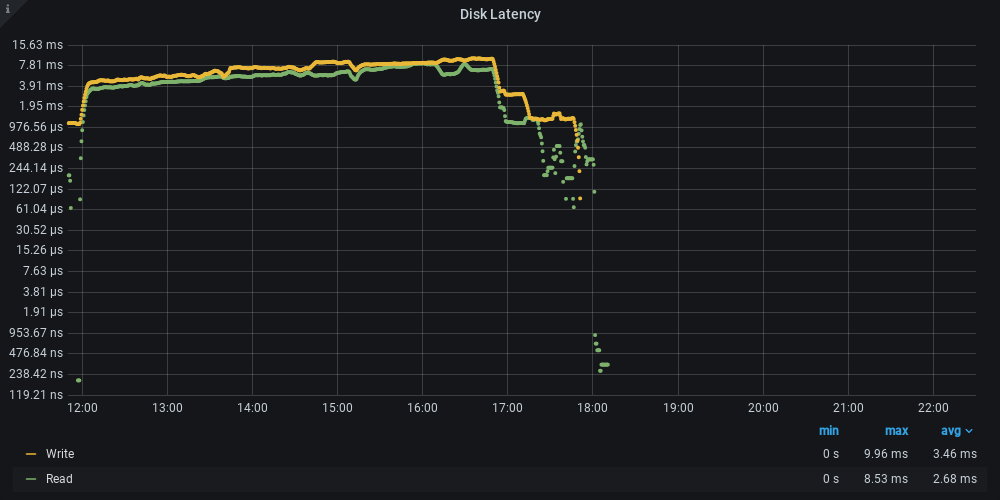 i
Disk Latency
15.63 ms
7.81 ms
3.91 ms
1.95 ms
976.56 µs
488.28 µs
244.14 µs
122.07 µs
61.04 µs
30.52 µs
15.26 µs
7.63 µs
3.81 µs
1.91 µs
953.67 ns
476.84 ns
238.42 ns
119.21 ns
12:00 13:00 14:00 15:00 16:00 17:00 18:00 19:00 20:00 21:00 22:00
min max avg
Write 0 s 9.96 ms 3.46 ms
Read 0 s 8.53 ms 2.68 ms